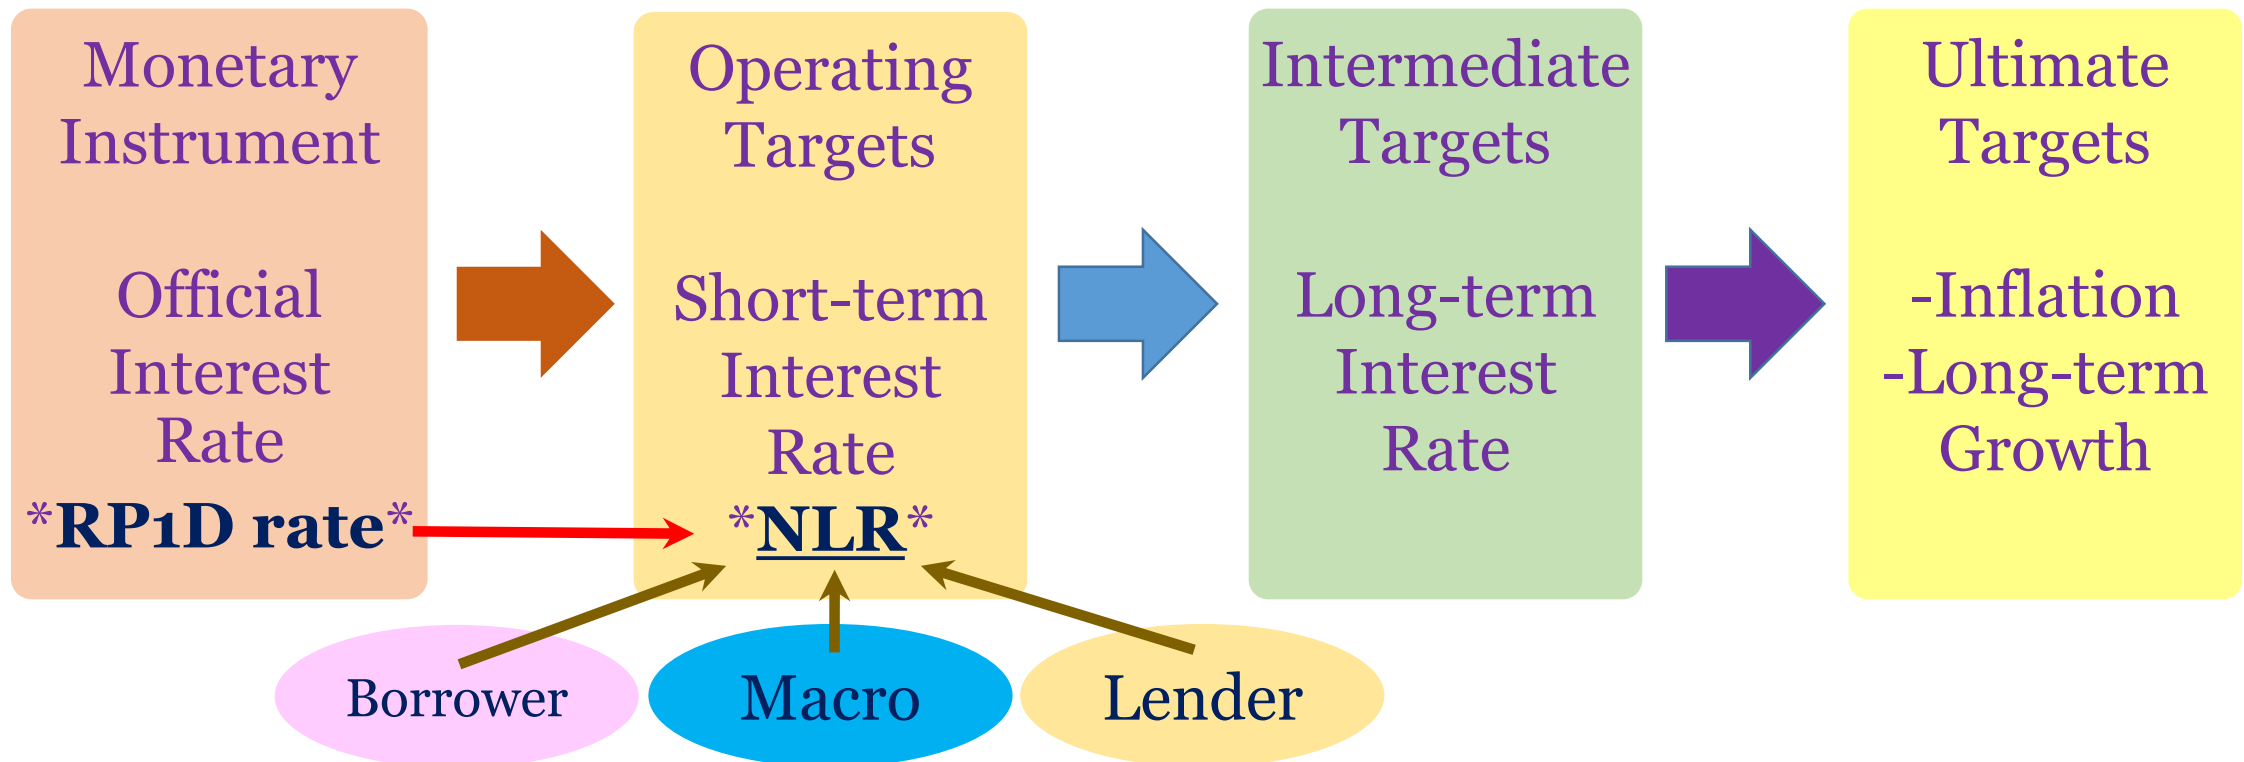 Monetary
Instrument
Official
Interest
Rate
*RP1D rate*
Operating
Targets
Short-term
Interest
Rate
*NLR*
Intermediate
Targets
Long-term
Interest
Rate
Ultimate
Targets
-Inflation
-Long-term
Growth
Borrower
Macro
Lender